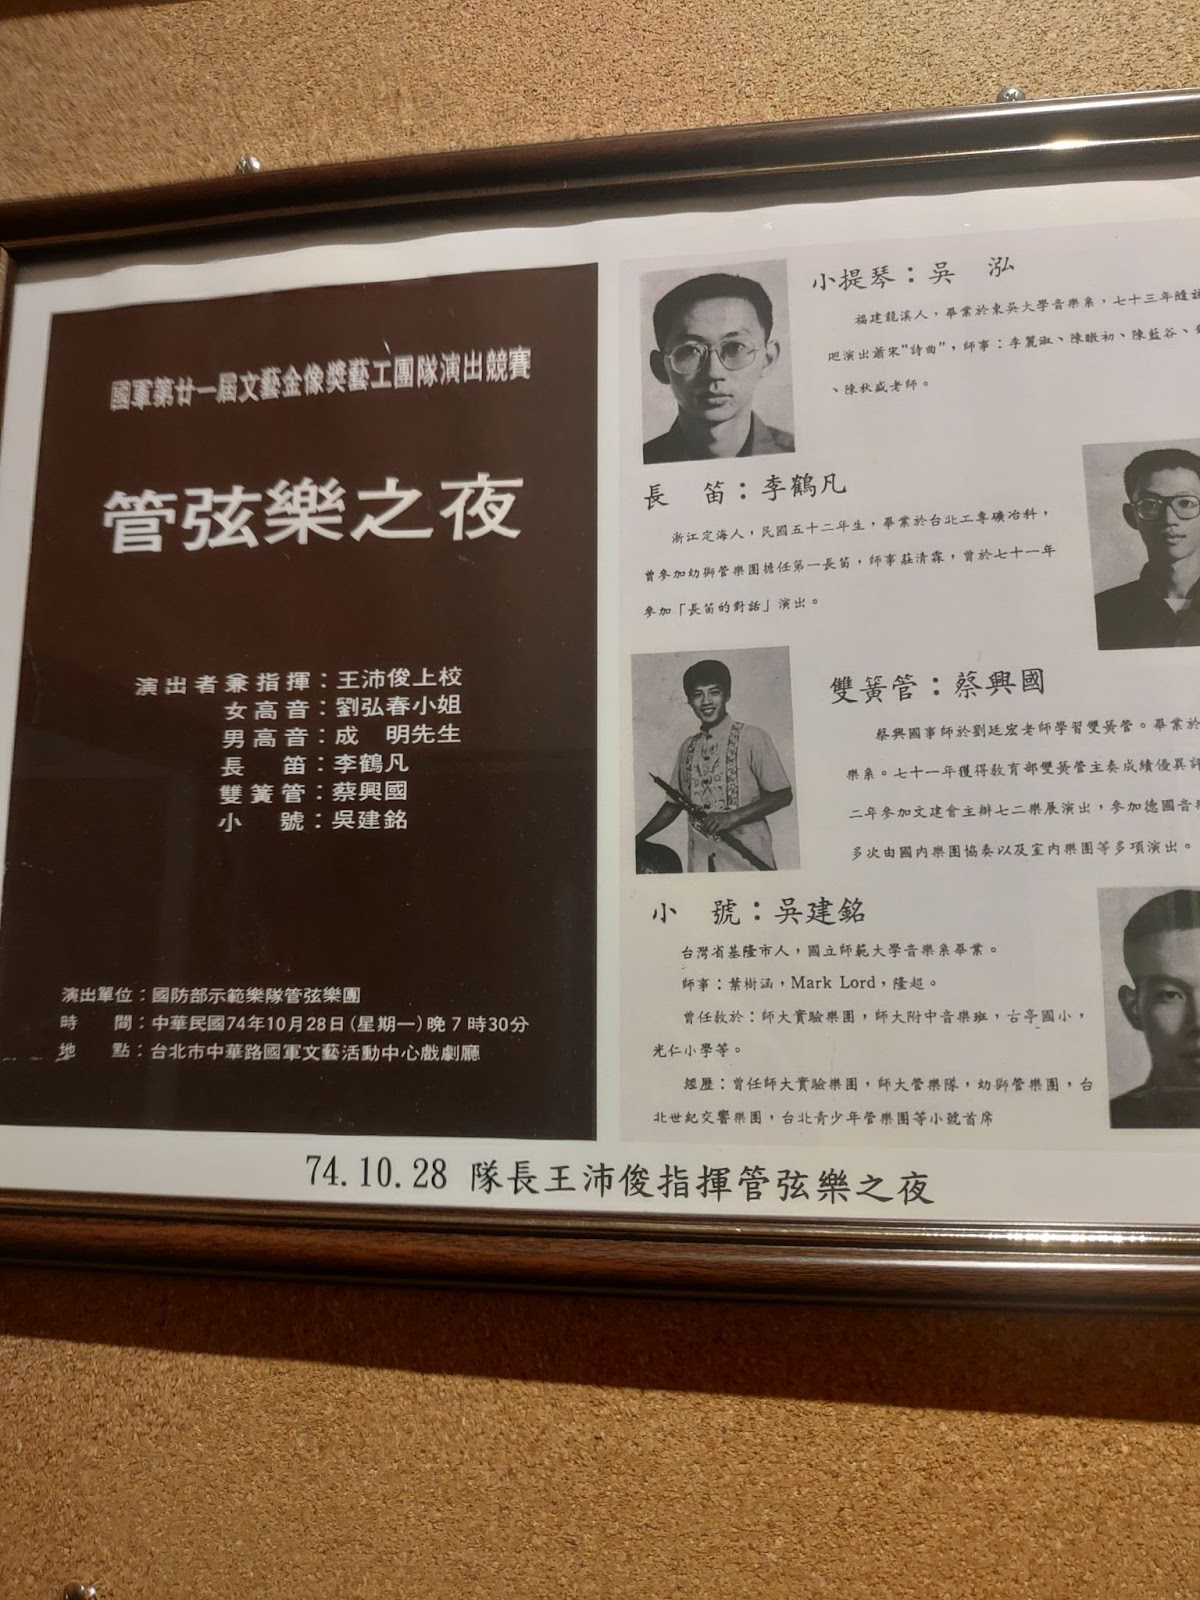 國軍第廿一屆文藝金像獎藝工團隊演出競賽
管弦樂之夜
演出者兼指揮：王沛俊上校
女高音：劉弘春小姐
男高音：成　明先生
長　笛：李鶴凡
雙簧管：蔡興國
小　號：吳建銘
演出單位：國防部示範樂隊管弦樂團
時　　間：中華民國74年10月28日(星期一)晚7時30分
地　　點：台北市中華路國軍文藝活動中心戲劇廳
小提琴：吳　泓
福建龍溪人，畢業於東吳大學音樂系，七十三年隨
迴演出蕭宋"詩曲"，師事：李麗淑、陳暾初、陳藍谷、
、陳秋盛老師。
長　笛：李鶴凡
浙江定海人，民國五十二年生，畢業於台北工專礦冶科，
曾參加幼獅管樂團擔任第一長笛，師事莊清霖，曾於七十一年
參加「長笛的對話」演出。
雙簧管：蔡興國
蔡興國事師於劉廷宏老師學習雙簧管。畢業於
樂系。七十一年獲得教育部雙簧管主奏成績優異
二年參加文建會主辦七二樂展演出，參加德國音
多次由國內樂團協奏以及室內樂團等多項演出。
小　號：吳建銘
台灣省基隆市人，國立師範大學音樂系畢業。
師事：葉樹涵，Mark Lord，隆超。
曾任教於：師大實驗樂團，師大附中音樂班，古亭國小，
光仁小學等。
經歷：曾任師大實驗樂團，師大管樂隊，幼獅管樂團，台
北世紀交響樂團，台北青少年管樂團等小號首席
74.10.28 隊長王沛俊指揮管弦樂之夜